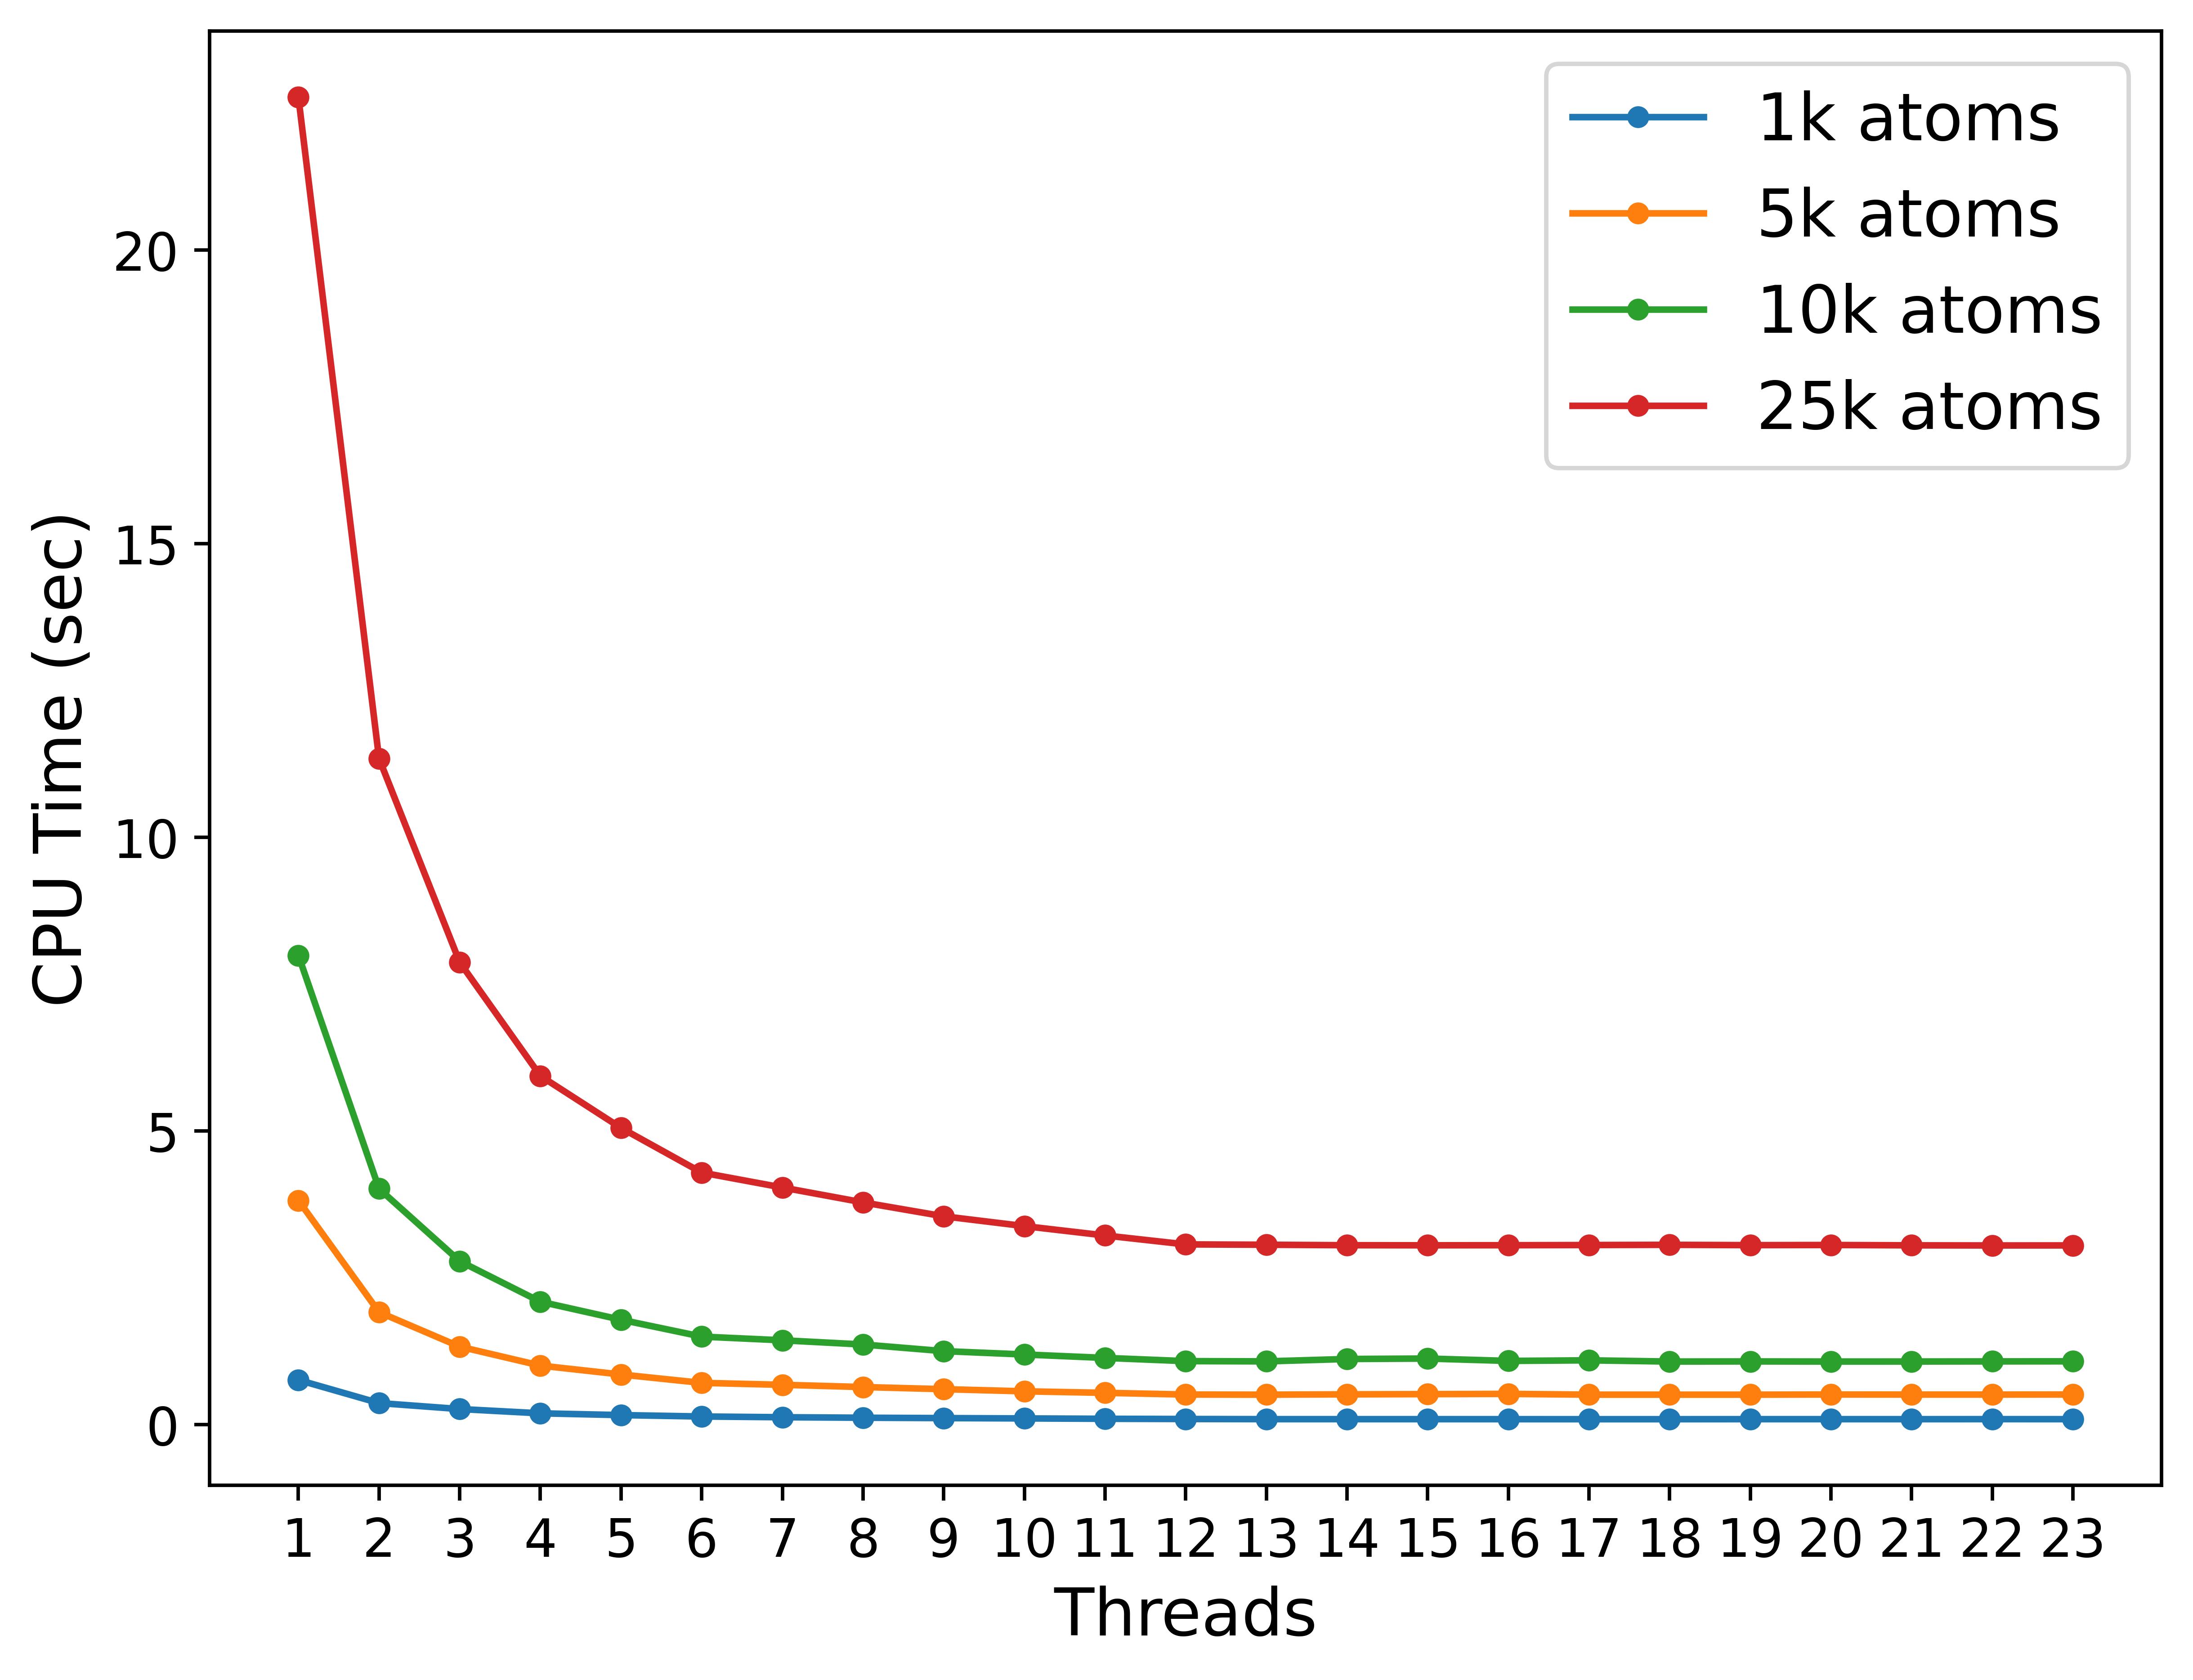 1k atoms
5k atoms
10k atoms
25k atoms
CPU Time (sec)
20
15
10
5
0
1 2 3 4 5 6 7 8 9 10 11 12 13 14 15 16 17 18 19 20 21 22 23
Threads